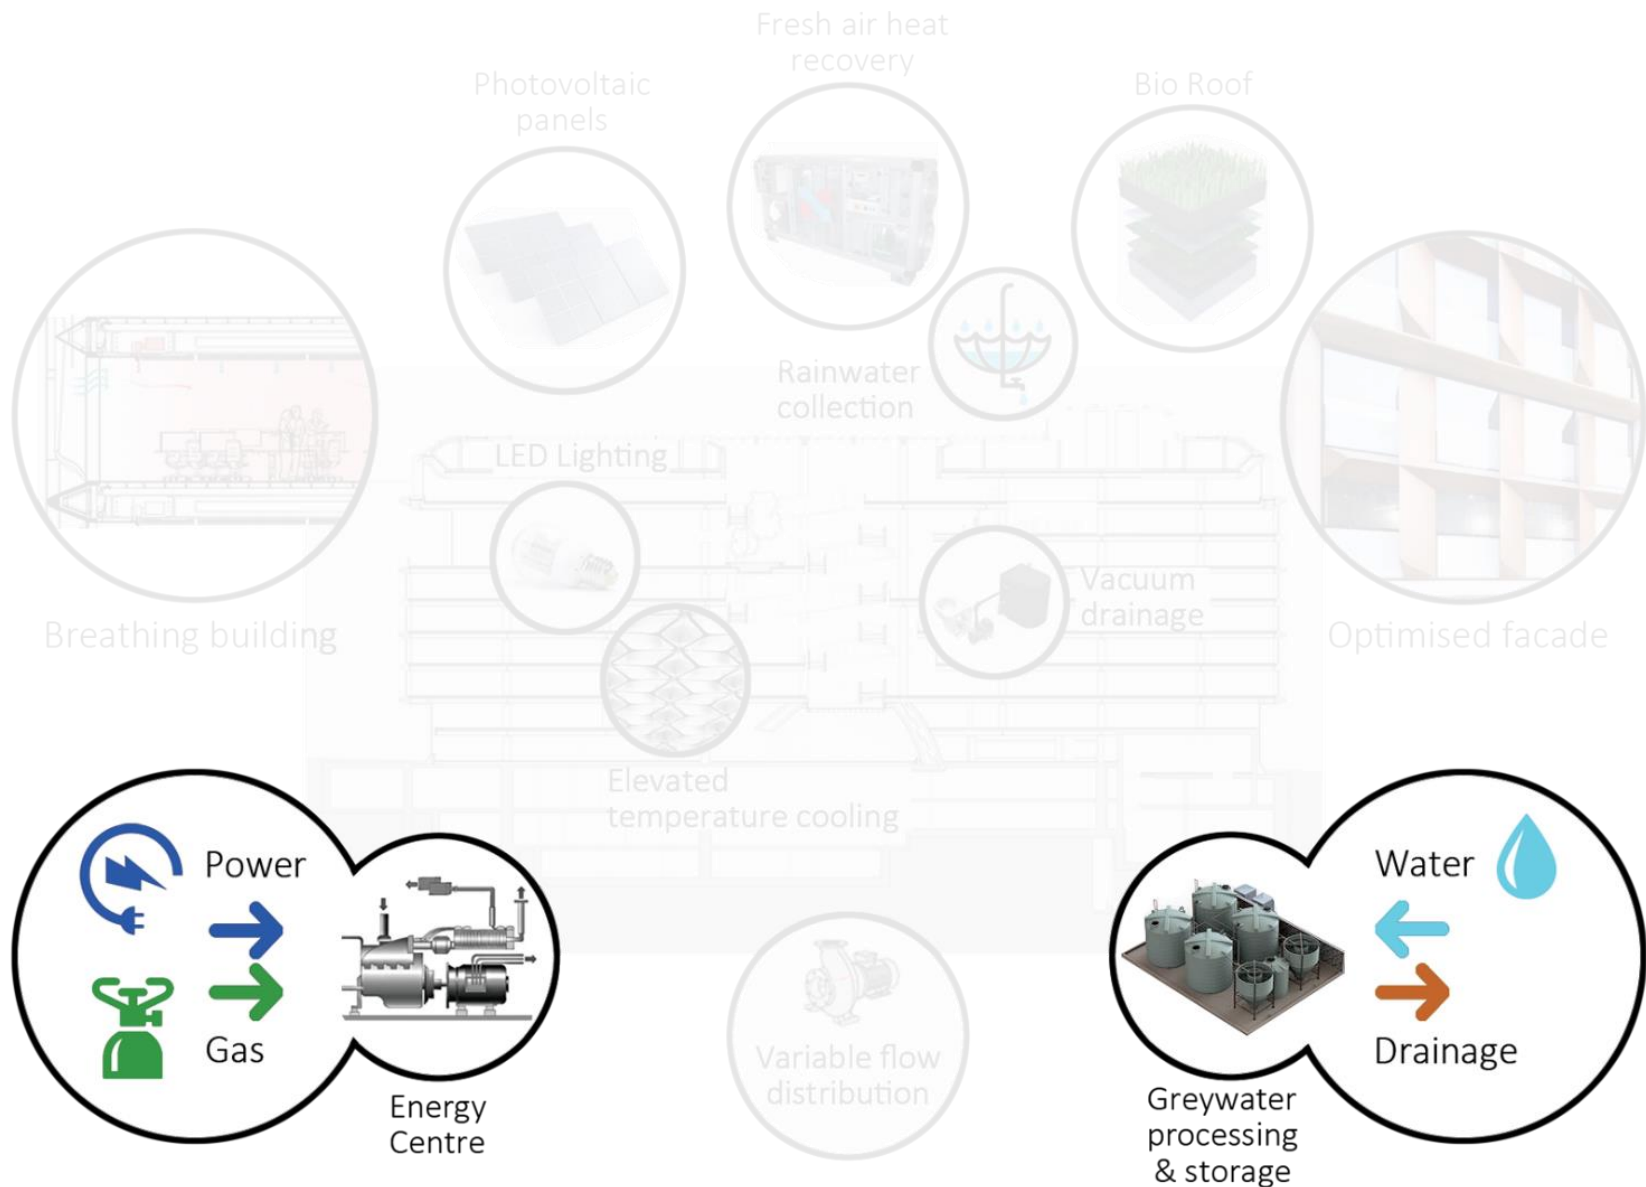 Fresh air heat
recovery
Photovoltaic
panels
Bio Roof
Rainwater
collection
LED Lighting
Vacuum
drainage
Breathing building
Optimised facade
Elevated
temperature cooling
Power
Gas
Energy
Centre
Variable flow
distribution
Water
Drainage
Greywater
processing
& storage